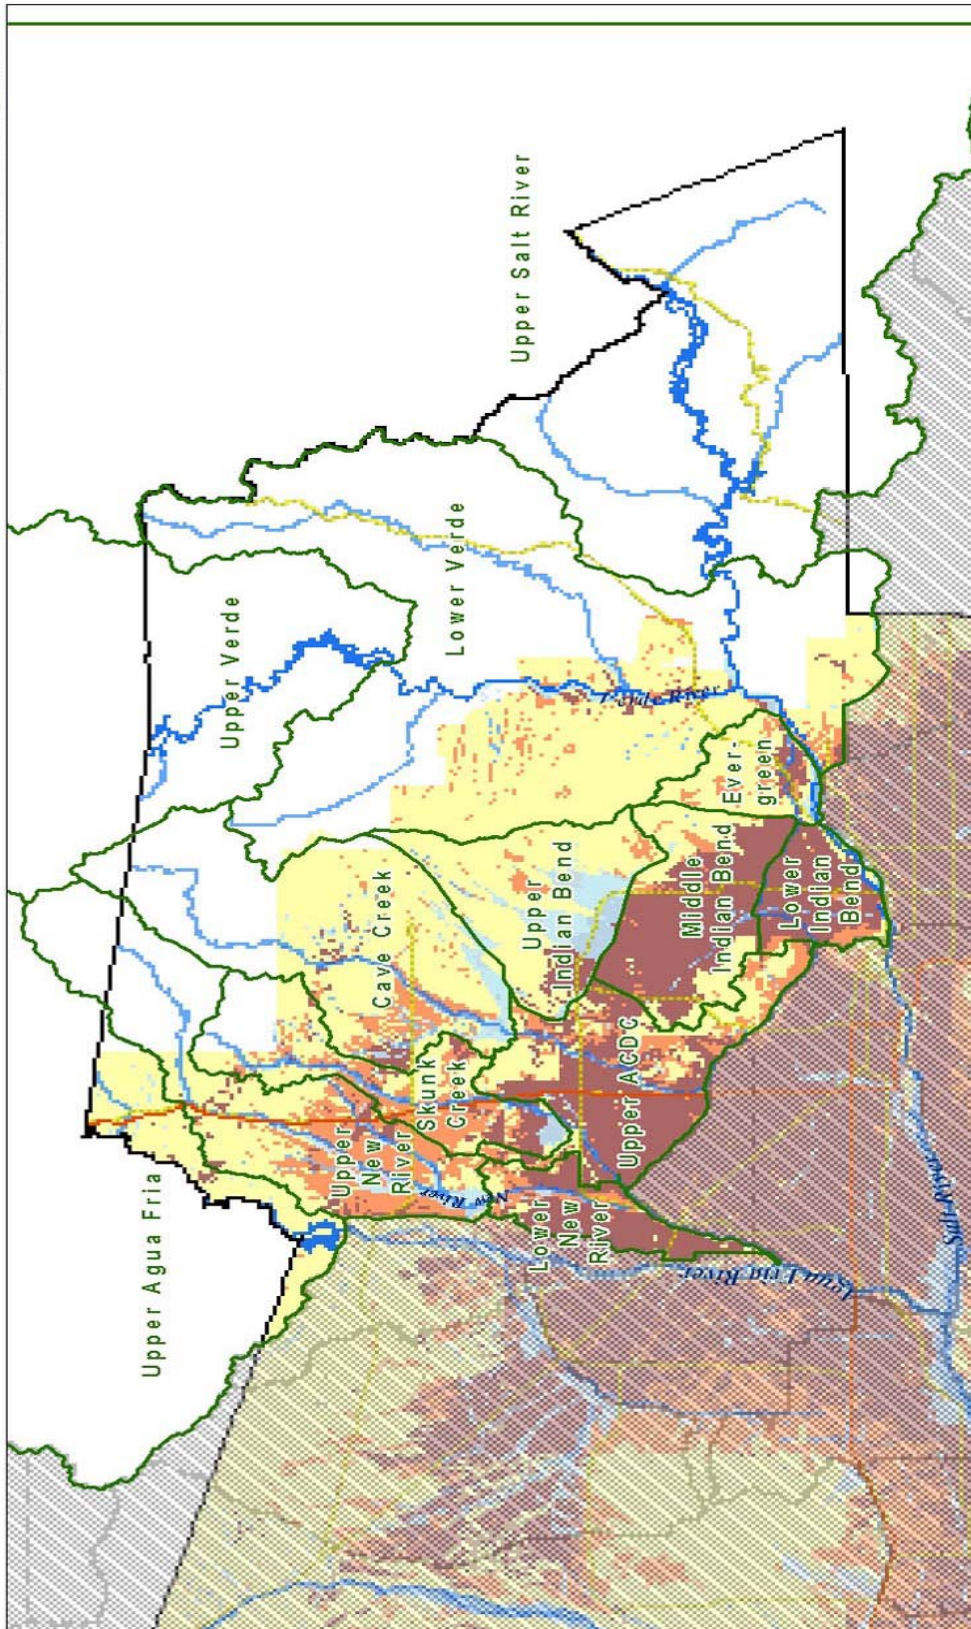 Upper Agua Fria
Upper
New
River
Skunk
Creek
Cave Creek
Upper Verde
Lower Verde
Upper Salt River
Lower
New
River
New River
Upper ACDC
Upper
Indian Bend
Middle
Indian Bend
Lower
Indian
Bend
Ever-
green
Verde River
Agua Fria River
Salt River